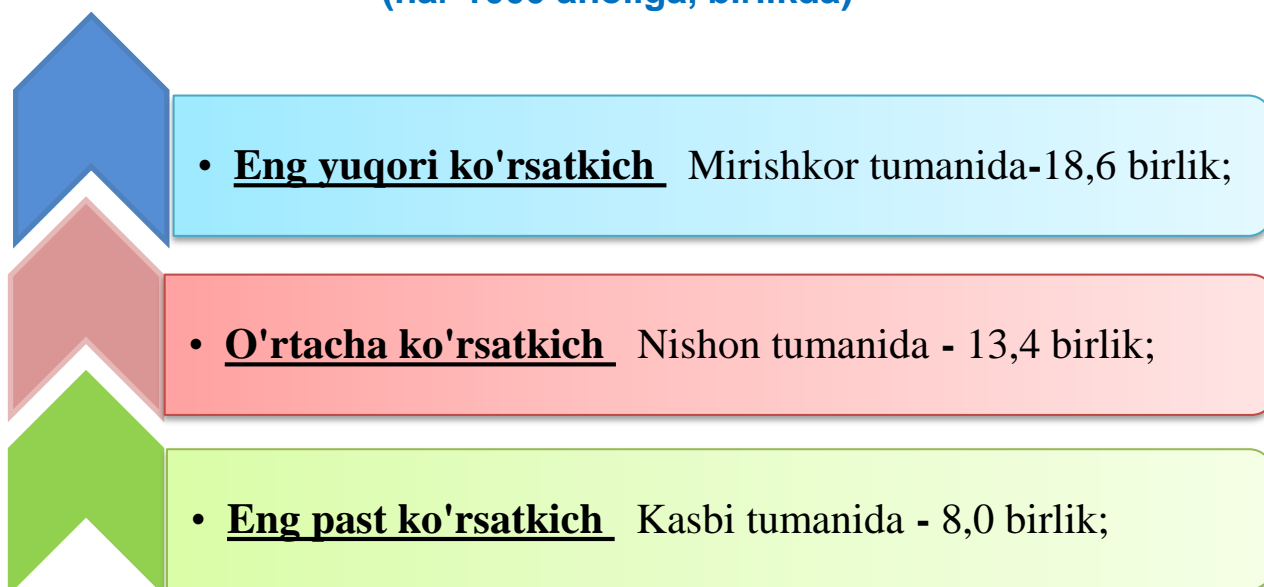 • Eng yuqori ko'rsatkich Mirishkor tumanida-18,6 birlik;
• O'rtacha ko'rsatkich Nishon tumanida - 13,4 birlik;
• Eng past ko'rsatkich Kasbi tumanida - 8,0 birlik;